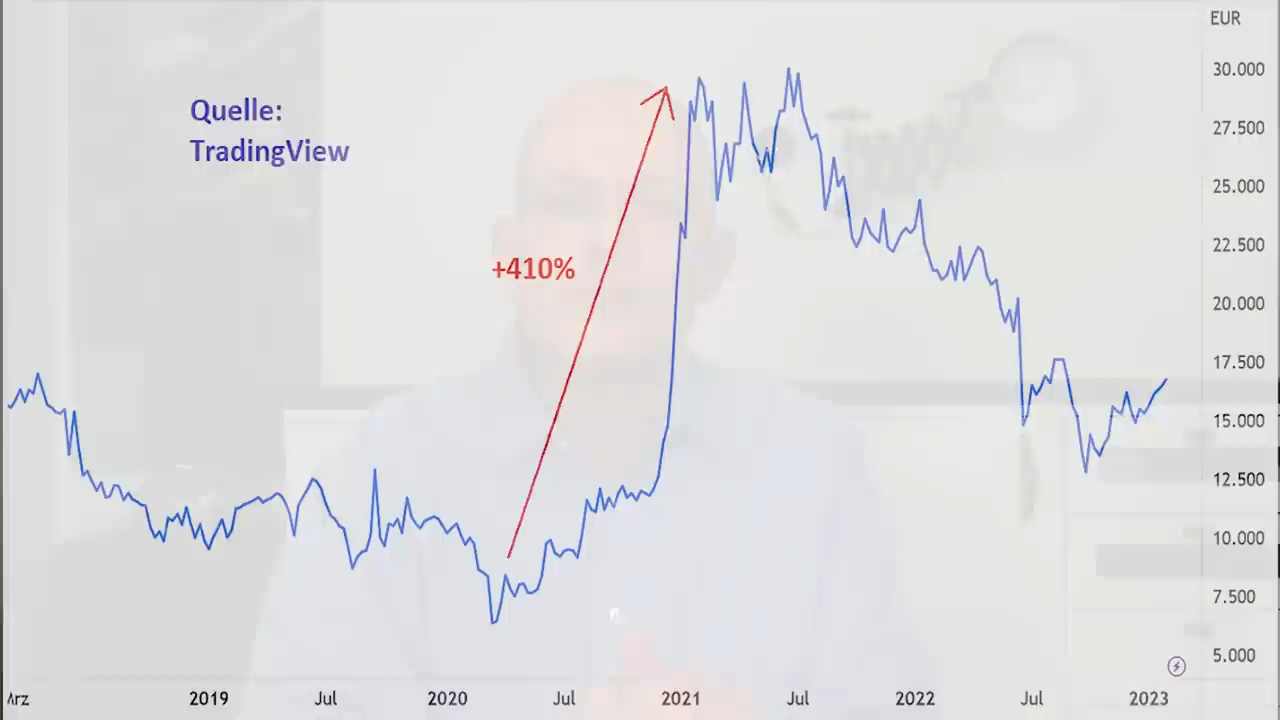 EUR
30.000
Quelle:
27.500
TradingView
25.000
22.500
+410%
20.000
17.500
15.000
12.500
10.000
7.500
5.000
2019
Jul
2020
Jul
2021
Jul
2022
Jul
2023